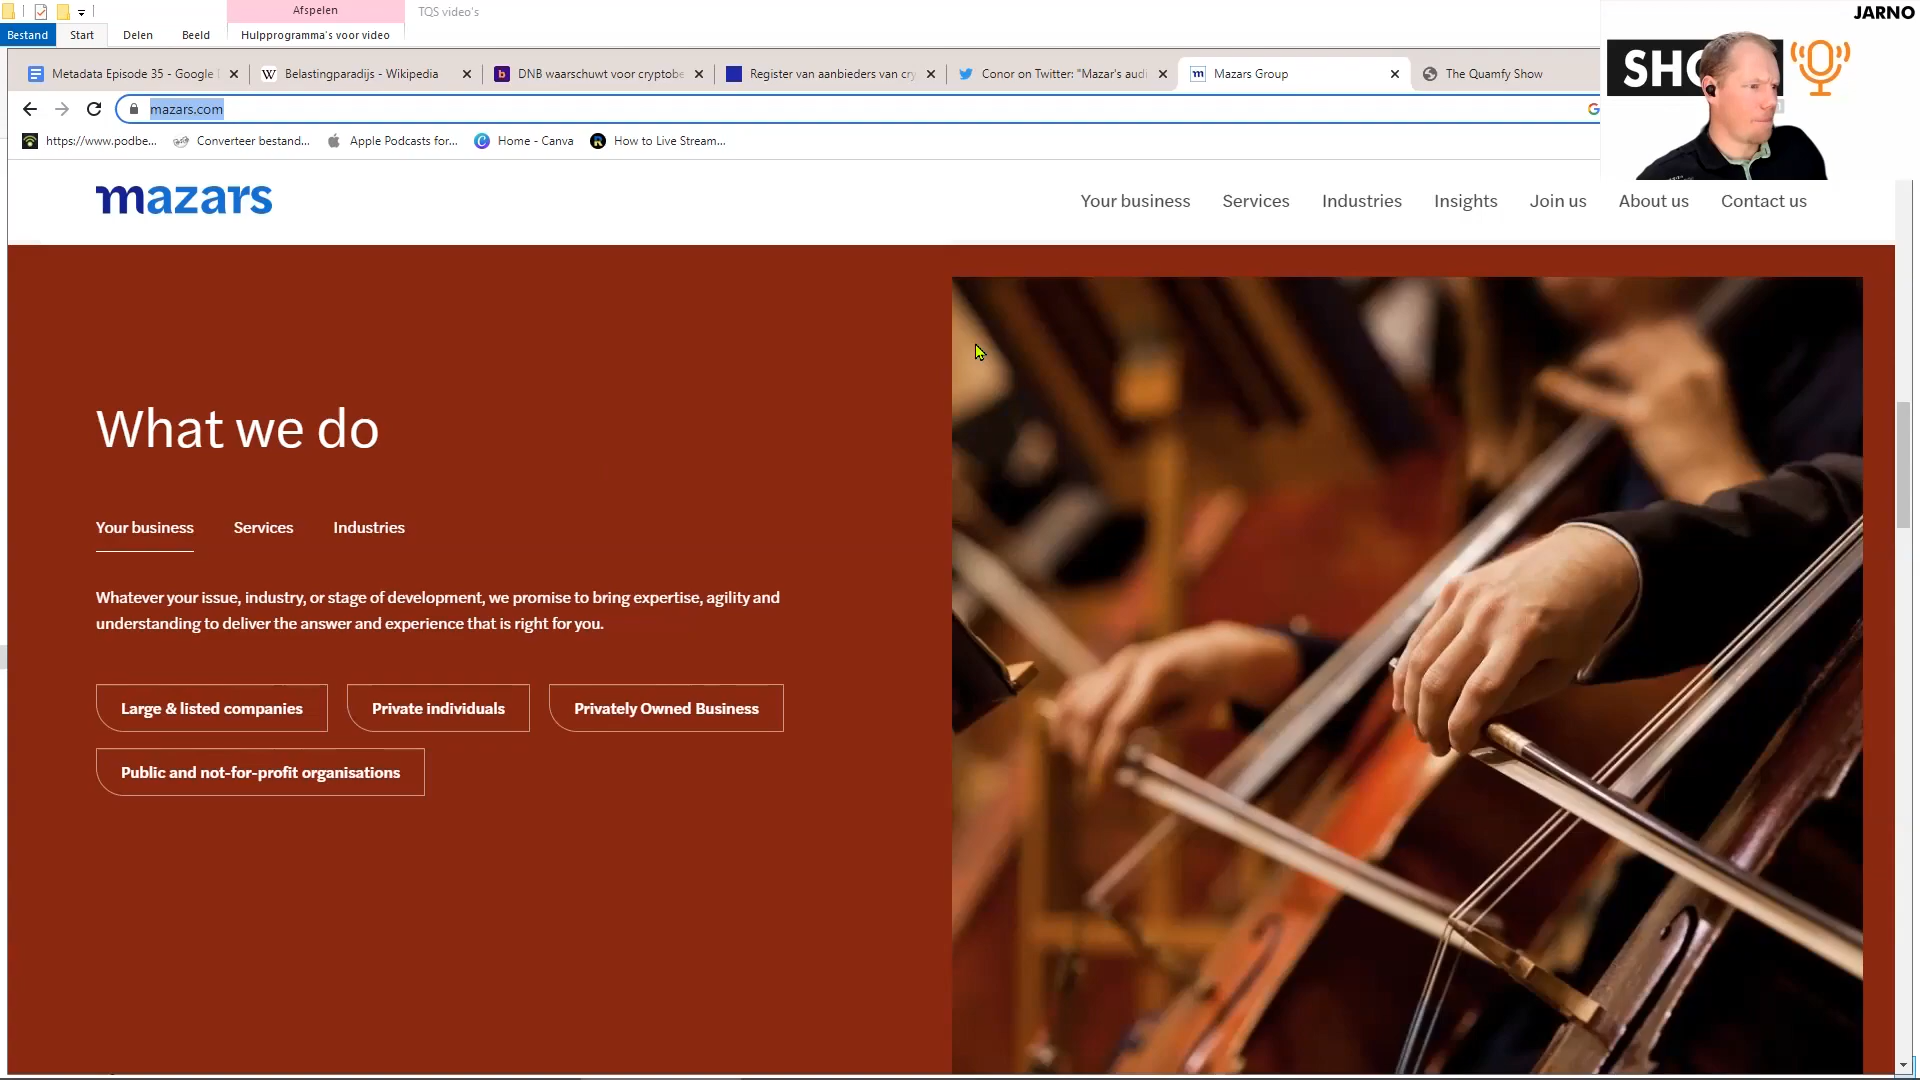 Afspelen
TQS video's
JARNO
Bestand
Start
Delen
Beeld
Hulpprogramma's voor video
Metadata Episode 35 - Google
Belastingparadijs - Wikipedia
DNB waarschuwt voor cryptobe
Register van aanbieders van cry
Conor on Twitter: "Mazar's audi
Mazars Group
The Quamfy Show
SHO
mazars.com
https://www.podbe...
Converteer bestand...
Apple Podcasts for...
Home - Canva
How to Live Stream...
mazars
Your business
Services
Industries
Insights
Join us
About us
Contact us
What we do
Your business
Services
Industries
Whatever your issue, industry, or stage of development, we promise to bring expertise, agility and
understanding to deliver the answer and experience that is right for you.
Large & listed companies
Private individuals
Privately Owned Business
Public and not-for-profit organisations